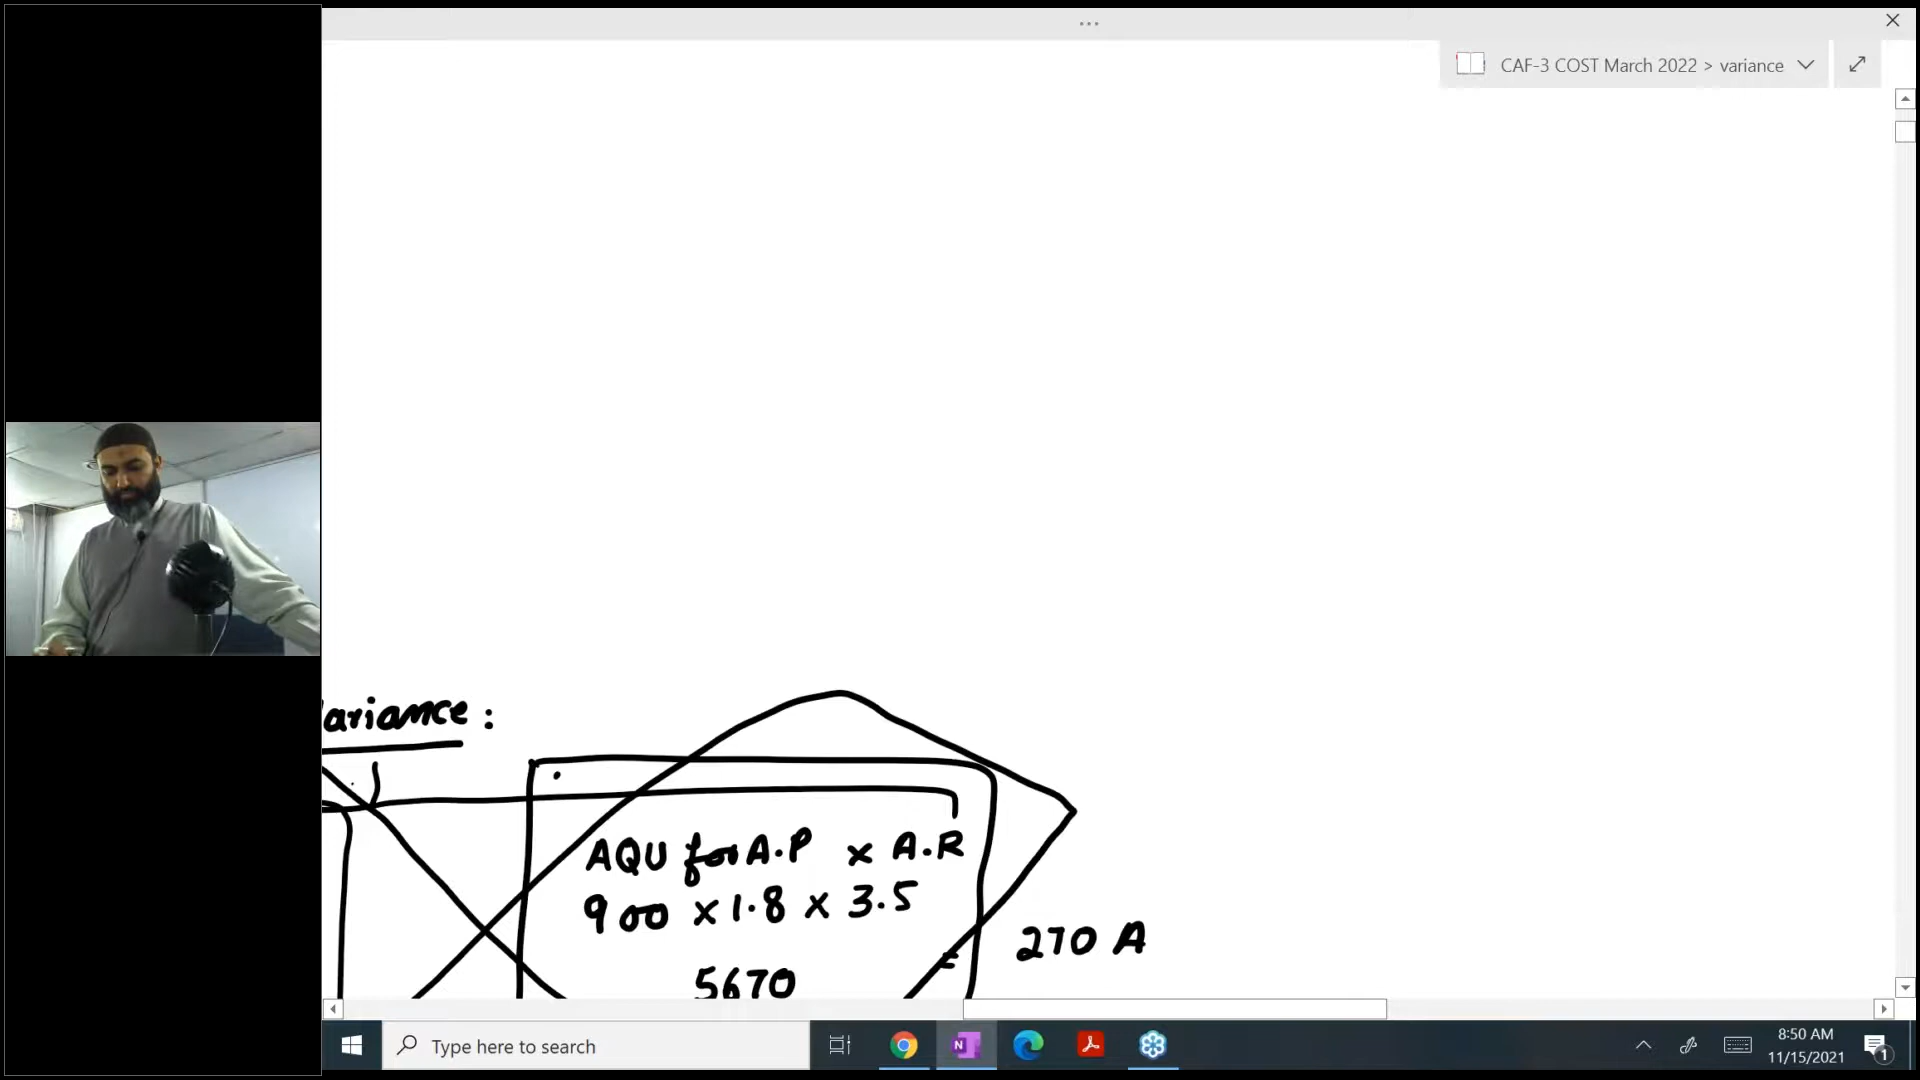 ...
CAF-3 COST March 2022 > variance
ariance :
AQU for A.P x A.R
900 x 1.8 x 3.5
= 270 A
5670
Type here to search
8:50 AM
11/15/2021
1